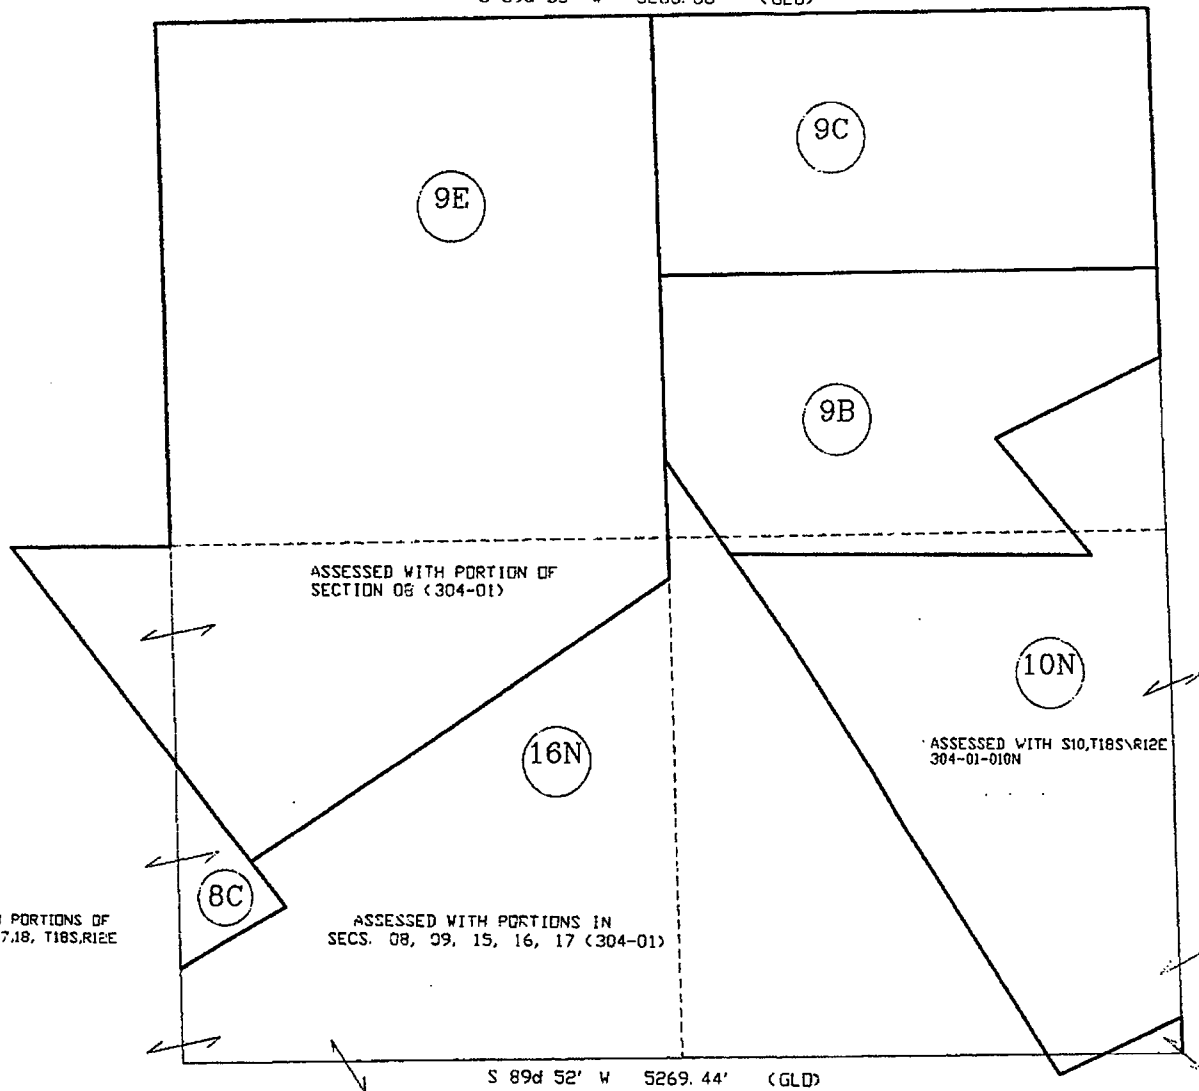 9C
9E
9B
ASSESSED WITH PORTION OF
SECTION 08 (304-01)
10N
ASSESSED WITH S10,T18S\R12E
304-01-010N
16N
8C
PORTIONS OF
7,18, T18S,R12E
ASSESSED WITH PORTIONS IN
SECS. 08, 09, 15, 16, 17 (304-01)
S 89d 52' W 5269.44' (GLO)